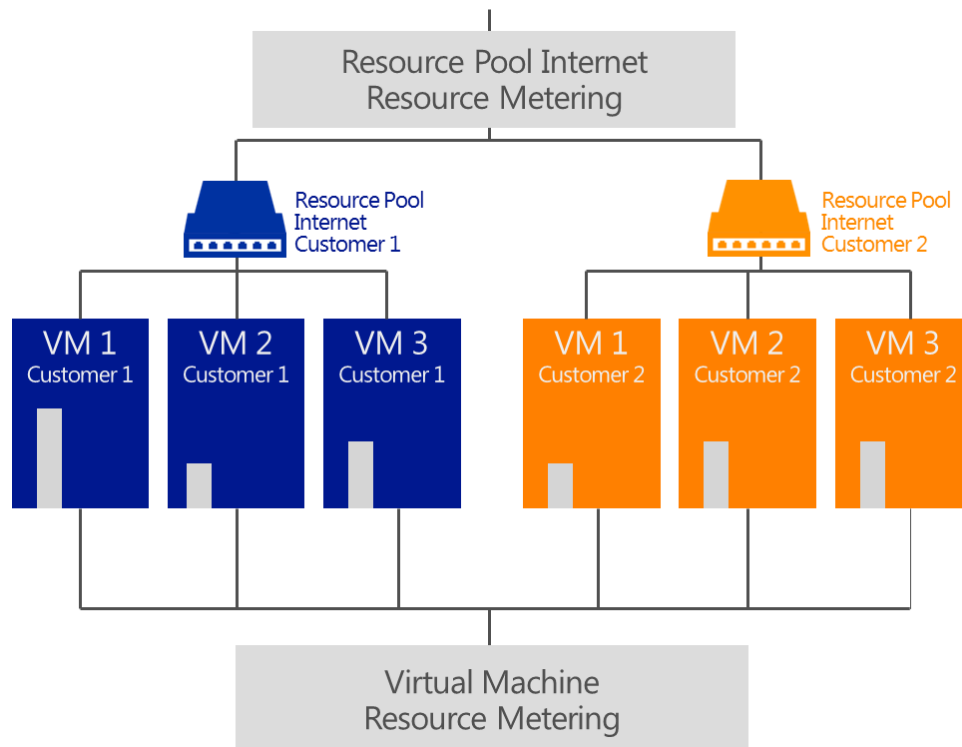 Resource Pool Internet
Resource Metering
Resource Pool
Internet
Customer 1
Resource Pool
Internet
Customer 2
VM 1
Customer 1
VM 2
Customer 1
VM 3
Customer 1
VM 1
Customer 2
VM 2
Customer 2
VM 3
Customer 2
Virtual Machine
Resource Metering